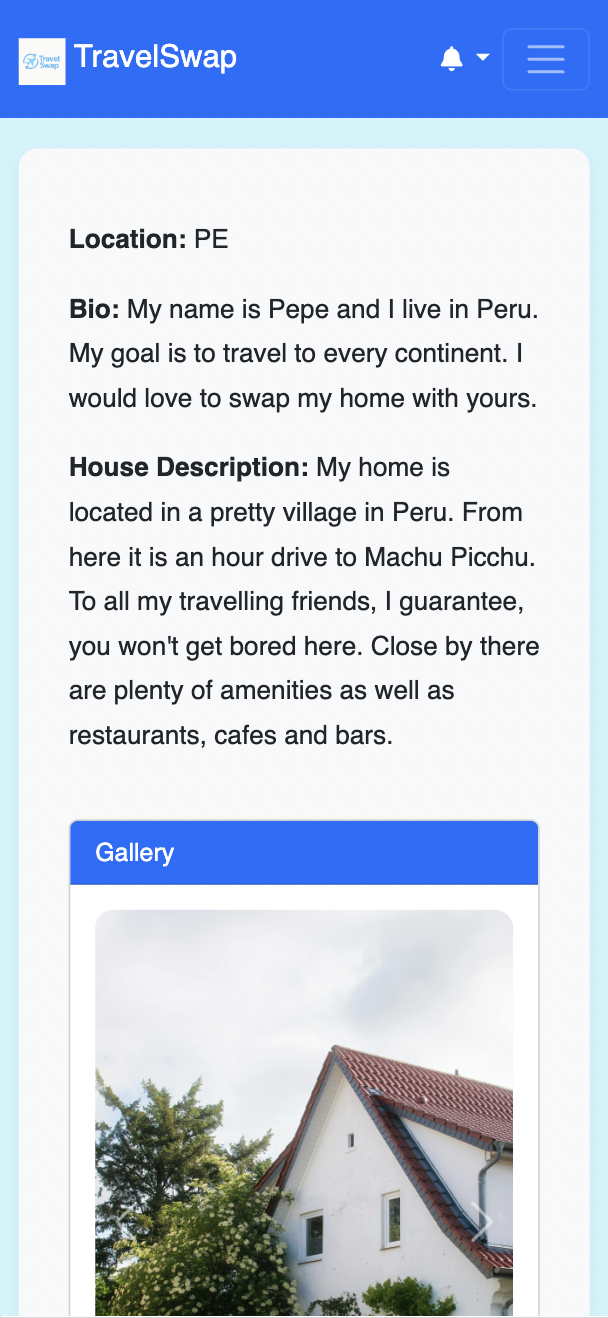 Travel
Swap
TravelSwap
Location: PE
Bio: My name is Pepe and I live in Peru.
My goal is to travel to every continent. I
would love to swap my home with yours.
House Description: My home is
located in a pretty village in Peru. From
here it is an hour drive to Machu Picchu.
To all my travelling friends, I guarantee,
you won't get bored here. Close by there
are plenty of amenities as well as
restaurants, cafes and bars.
Gallery